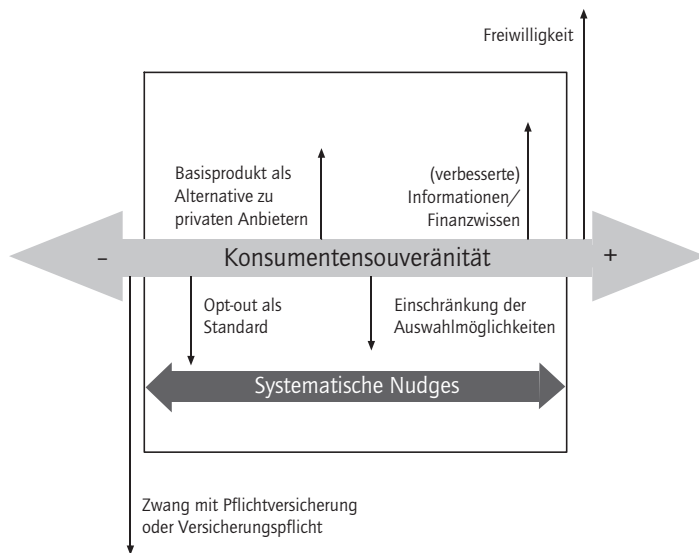 Freiwilligkeit
Basisprodukt als
Alternative zu
privaten Anbietern
(verbesserte)
Informationen/
Finanzwissen
– Konsumentensouveränität +
Opt-out als
Standard
Einschränkung der
Auswahlmöglichkeiten
Systematische Nudges
Zwang mit Pflichtversicherung
oder Versicherungspflicht